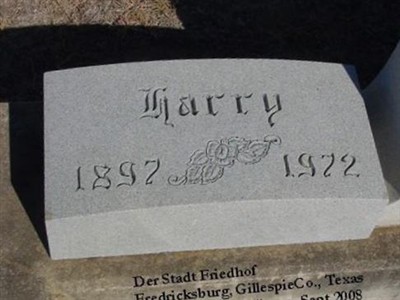 Harry
1897 1972
Der Stadt Friedhof
Fredricksburg, GillespieCo., Texas
Sept 2008